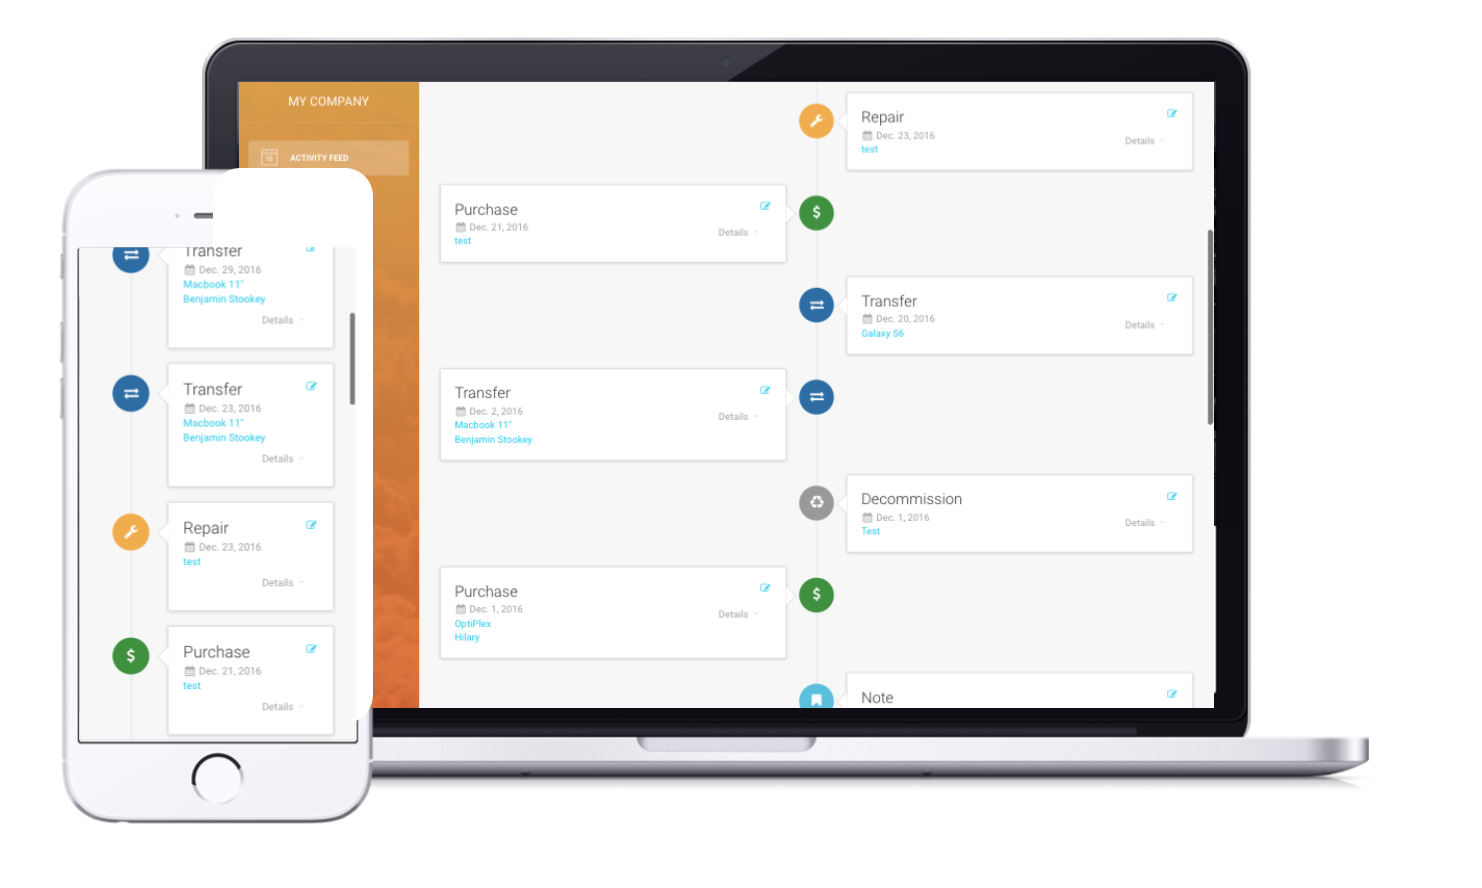 MY COMPANY
16
ACTIVITY FEED
Repair
Dec. 23, 2016
test
Details
Purchase
Dec. 21, 2016
test
Details
Transfer
Dec. 20, 2016
Galaxy S6
Details
Transfer
Dec. 2, 2016
Macbook 11"
Benjamin Stookey
Details
Decommission
Dec. 1, 2016
Test
Details
Purchase
Dec. 1, 2016
OptiPlex
Hilary
Details
Note
Transfer
Dec. 29, 2016
Macbook 11"
Benjamin Stookey
Details
Transfer
Dec. 23, 2016
Macbook 11"
Benjamin Stookey
Details
Repair
Dec. 23, 2016
test
Details
Purchase
Dec. 21, 2016
test
Details